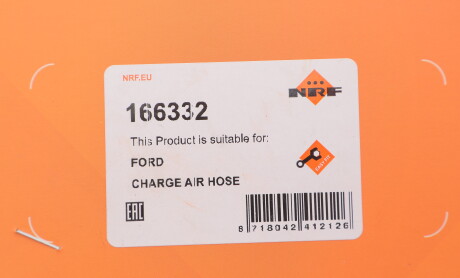 NRF.EU
NRF
166332
This Product is suitable for:
FORD
CHARGE AIR HOSE
EAC
8 718042 412126